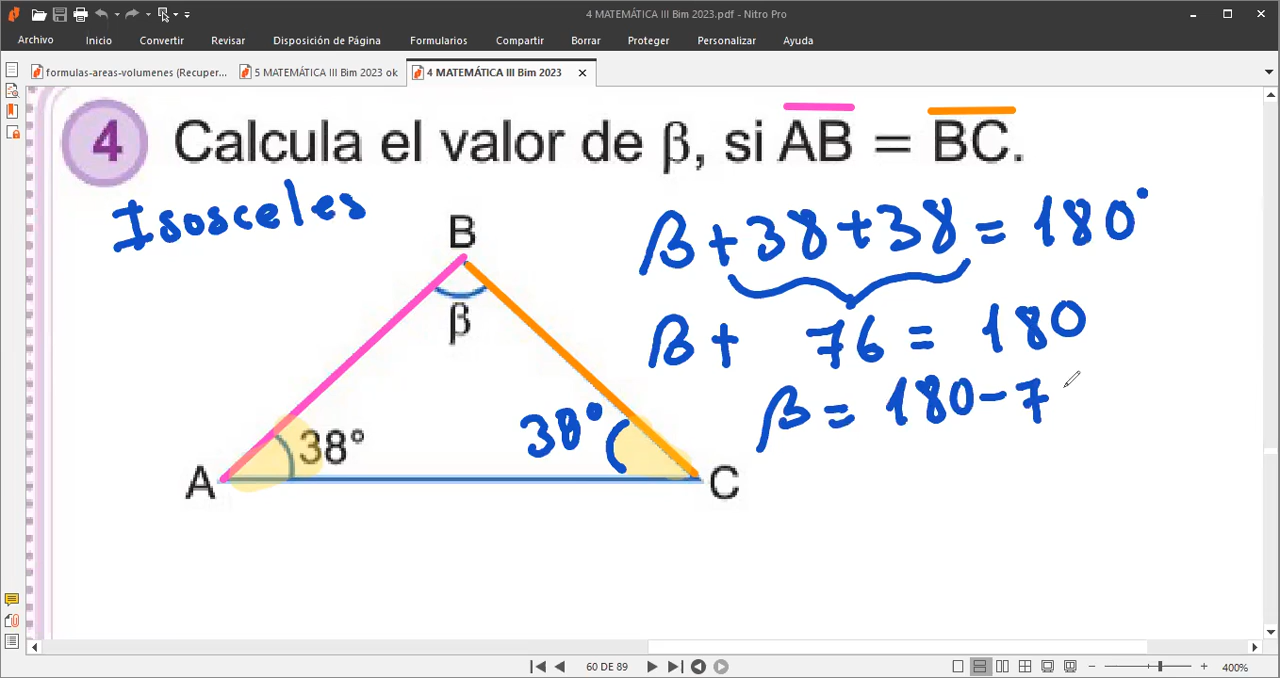 4 MATEMÁTICA III Bim 2023.pdf - Nitro Pro
Archivo Inicio Convertir Revisar Disposición de Página Formularios Compartir Borrar Proteger Personalizar Ayuda
formulas-areas-volumenes (Recuper... 5 MATEMÁTICA III Bim 2023 ok 4 MATEMÁTICA III Bim 2023
4 Calcula el valor de β, si AB = BC.
Isosceles
B
β
A
38°
38°
C
β+38+38=180°
β+ 76 = 180
β = 180-7
60 DE 89
400%